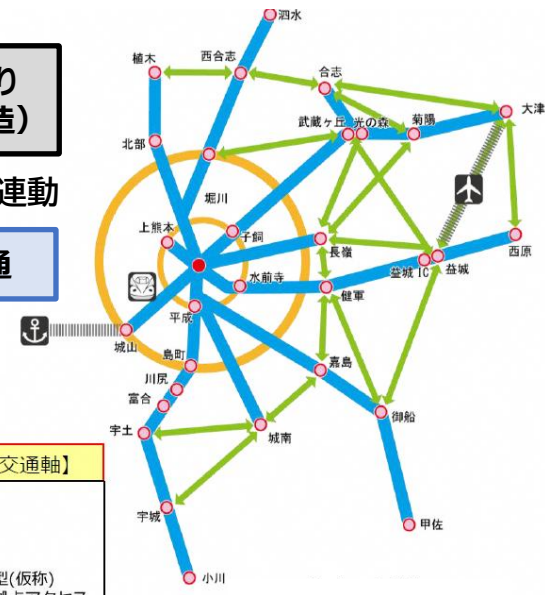 泗水
植木
西合志
合志
大津
り
造）
武蔵ヶ丘
光の森
菊陽
北部
連動
堀川
通
上熊本
子飼
長嶺
西原
益城IC
益城
水前寺
健軍
平成
城山
島町
嘉島
川尻
富合
御船
宇土
城南
交通軸】
宇城
甲佐
型(仮称)
小川